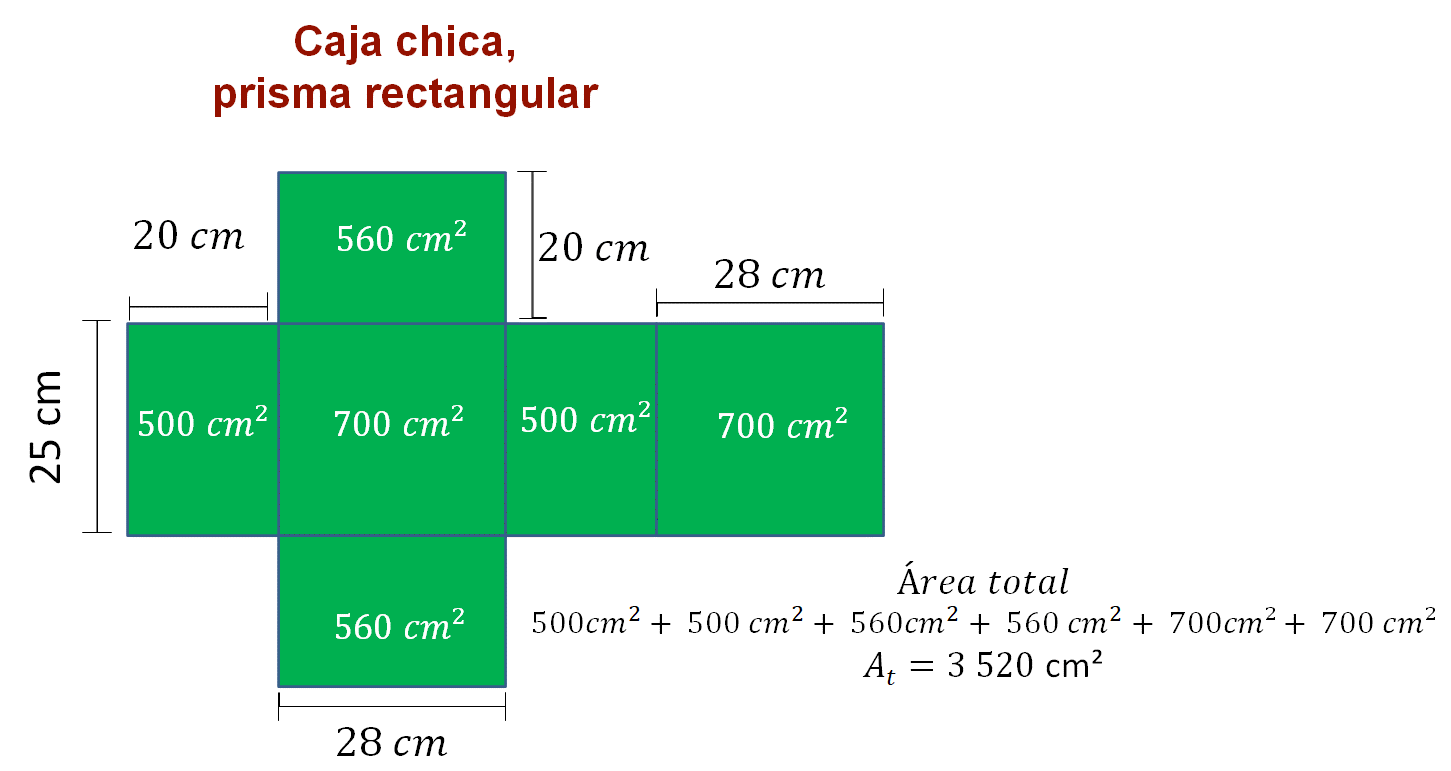 Caja chica,
prisma rectangular
20 cm
560 cm²
20 cm
28 cm
25 cm
500 cm²
700 cm²
500 cm²
700 cm²
560 cm²
28 cm
Área total
500cm² + 500 cm² + 560cm² + 560 cm² + 700cm² + 700 cm²
Aₜ = 3 520 cm²